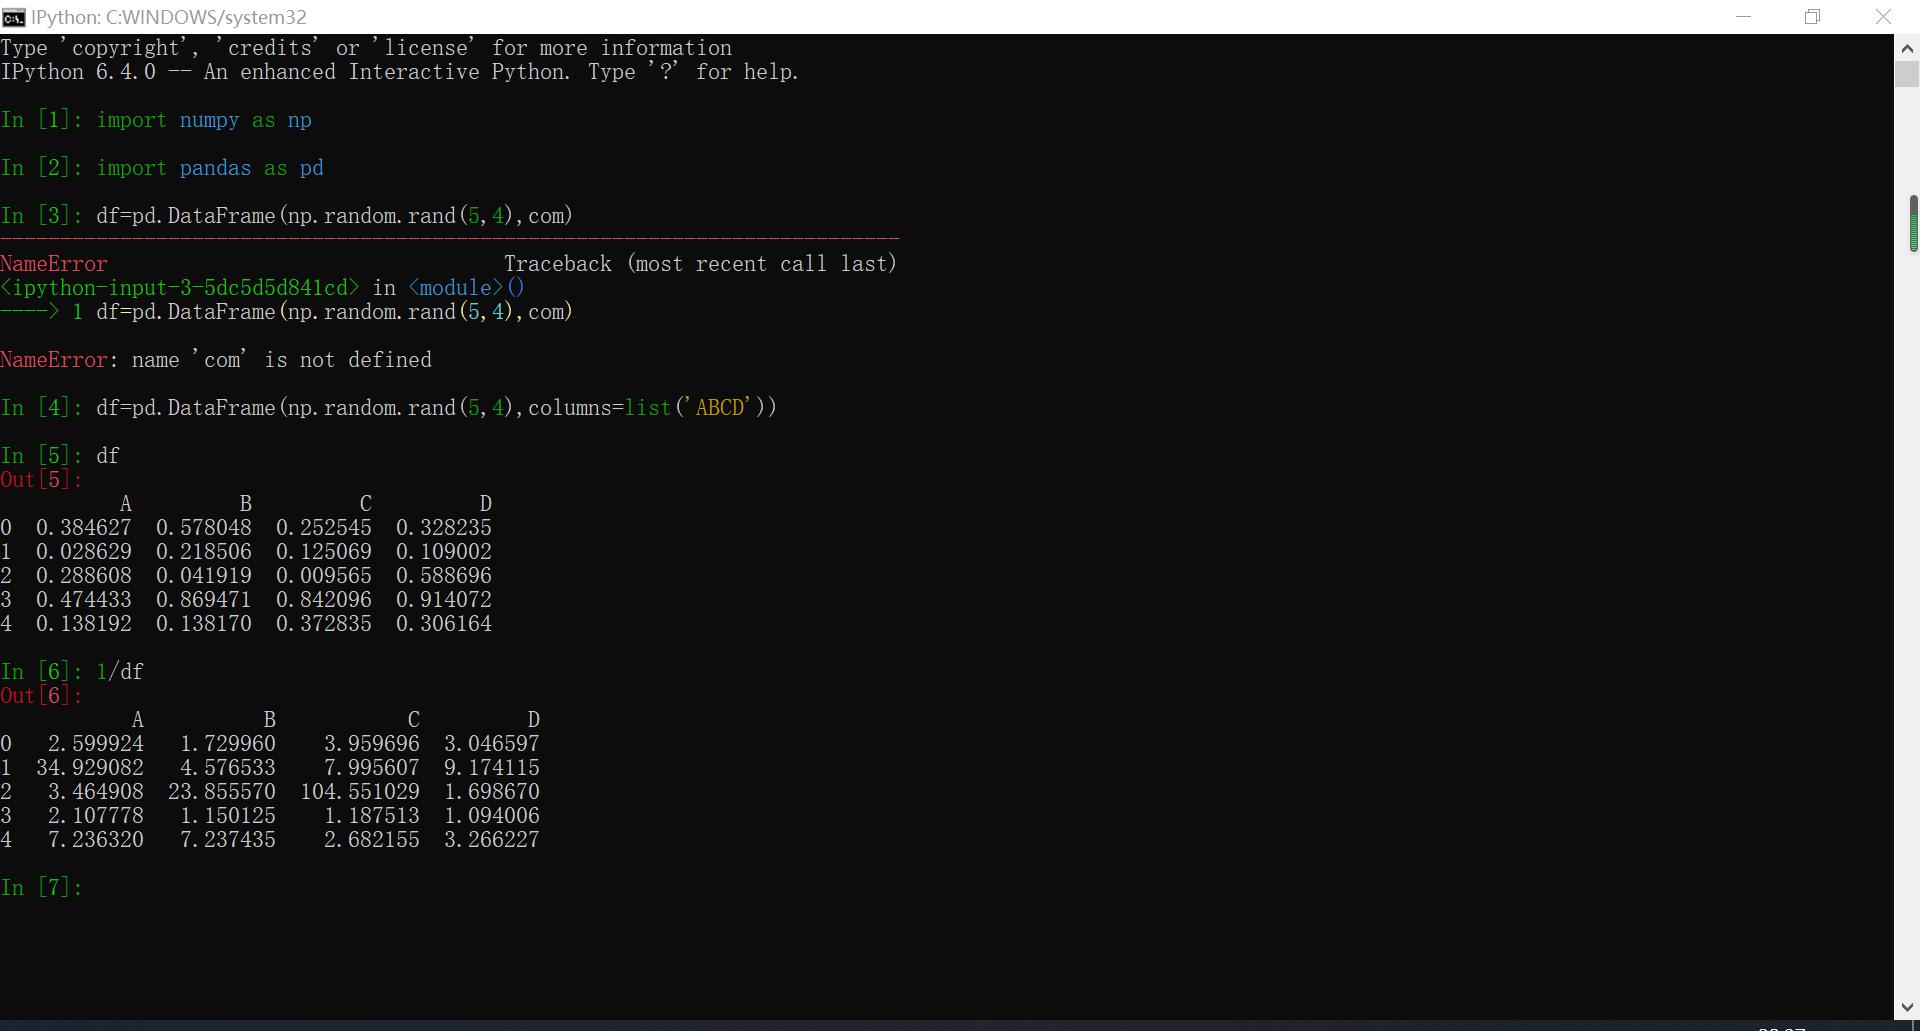 IPython: C:WINDOWS/system32
Type 'copyright', 'credits' or 'license' for more information
IPython 6.4.0 -- An enhanced Interactive Python. Type '?' for help.
In [1]: import numpy as np
In [2]: import pandas as pd
In [3]: df=pd.DataFrame(np.random.rand(5,4),com)
---------------------------------------------------------------------------
NameError                                 Traceback (most recent call last)
<ipython-input-3-5dc5d5d841cd> in <module>()
----> 1 df=pd.DataFrame(np.random.rand(5,4),com)
NameError: name 'com' is not defined
In [4]: df=pd.DataFrame(np.random.rand(5,4),columns=list('ABCD'))
In [5]: df
Out[5]:
          A         B         C         D
0  0.384627  0.578048  0.252545  0.328235
1  0.028629  0.218506  0.125069  0.109002
2  0.288608  0.041919  0.009565  0.588696
3  0.474433  0.869471  0.842096  0.914072
4  0.138192  0.138170  0.372835  0.306164
In [6]: 1/df
Out[6]:
           A          B           C         D
0   2.599924   1.729960    3.959696  3.046597
1  34.929082   4.576533    7.995607  9.174115
2   3.464908  23.855570  104.551029  1.698670
3   2.107778   1.150125    1.187513  1.094006
4   7.236320   7.237435    2.682155  3.266227
In [7]: